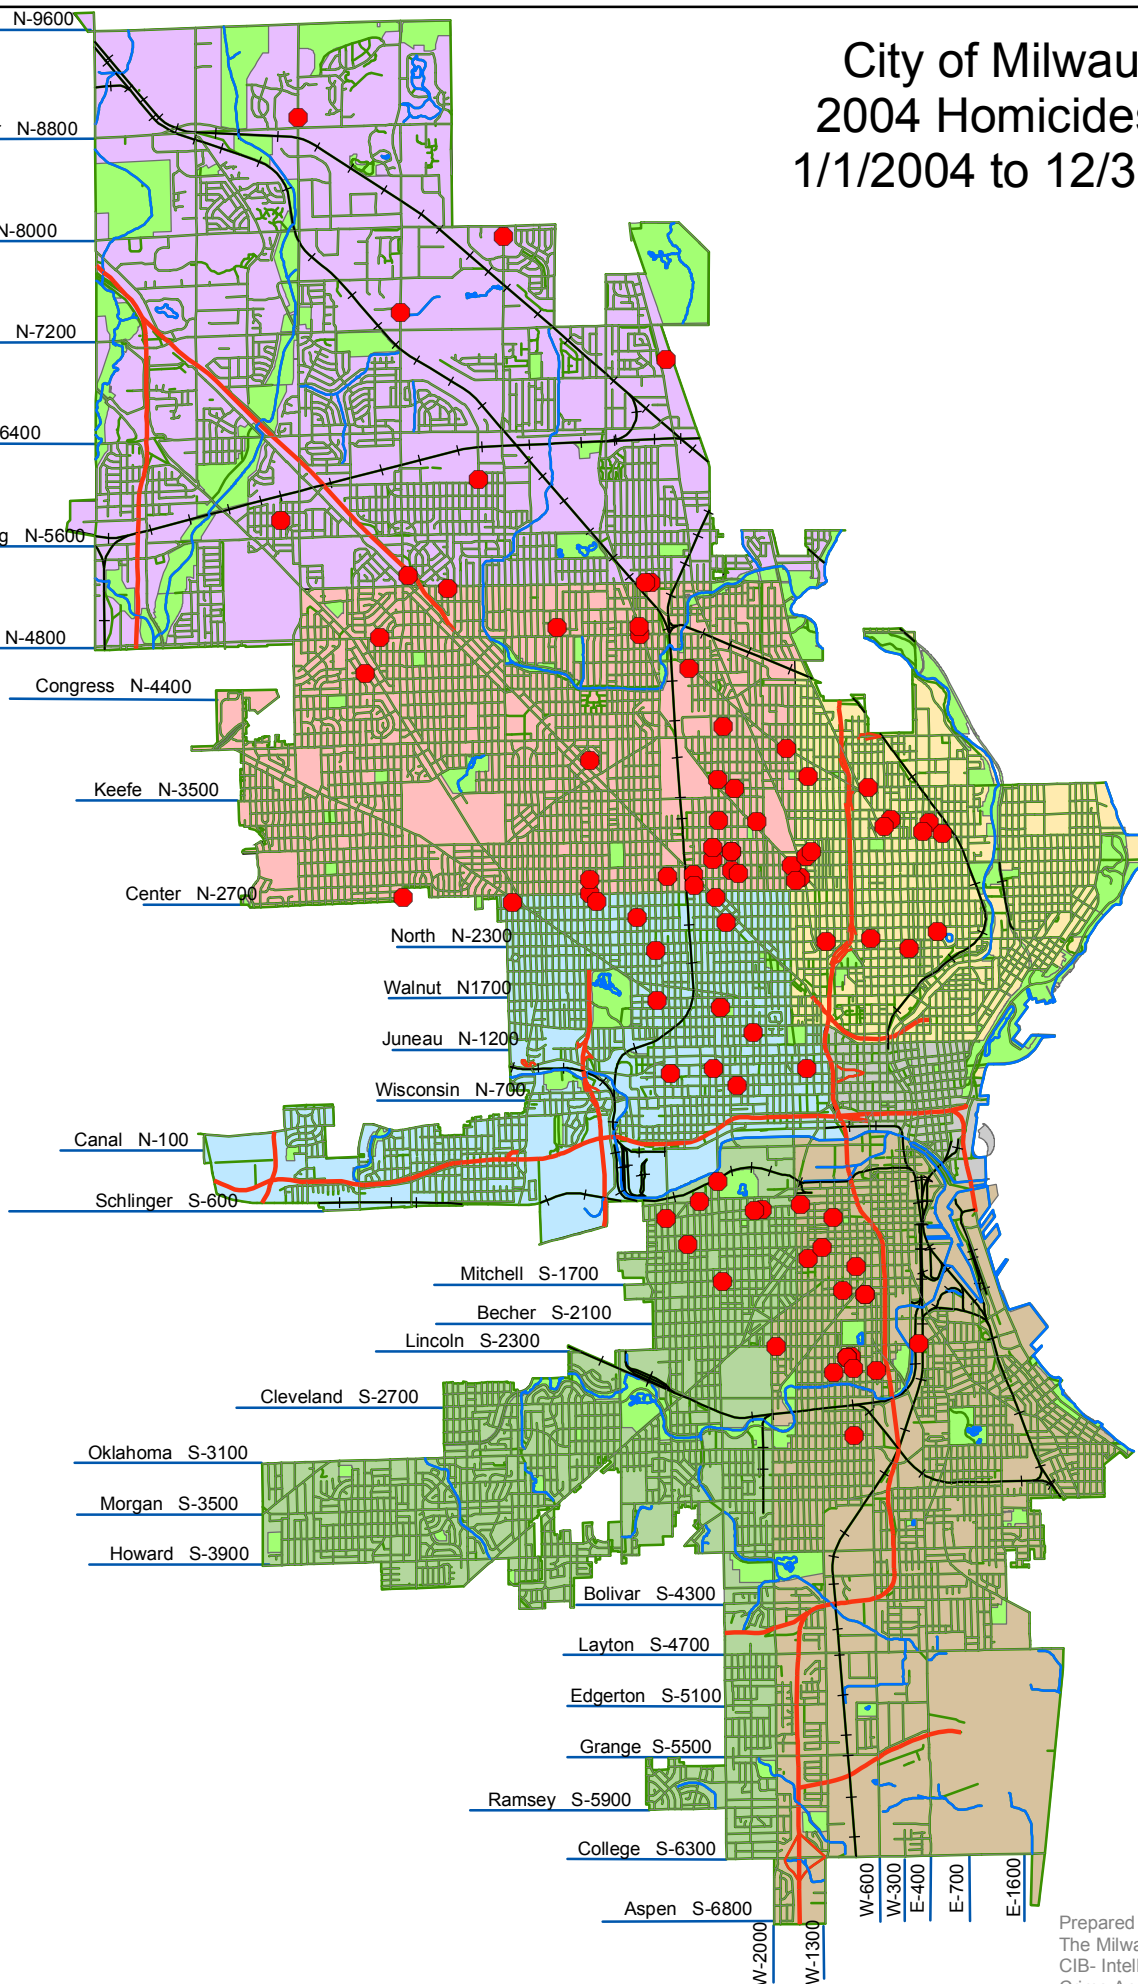 City of Milwau
2004 Homicides
1/1/2004 to 12/3
N-9600
N-8800
N-8000
N-7200
6400
g N-5600
N-4800
Congress N-4400
Keefe N-3500
Center N-2700
North N-2300
Walnut N1700
Juneau N-1200
Wisconsin N-700
Canal N-100
Schlinger S-600
Mitchell S-1700
Becher S-2100
Lincoln S-2300
Cleveland S-2700
Oklahoma S-3100
Morgan S-3500
Howard S-3900
Bolivar S-4300
Layton S-4700
Edgerton S-5100
Grange S-5500
Ramsey S-5900
College S-6300
Aspen S-6800
W-2000
W-1300
W-600
W-300
E-400
E-700
E-1600
Prepared
The Milwa
CIB- Intell